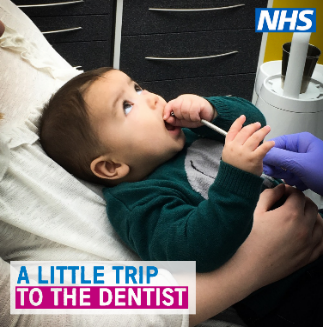 NHS
A LITTLE TRIP
TO THE DENTIST